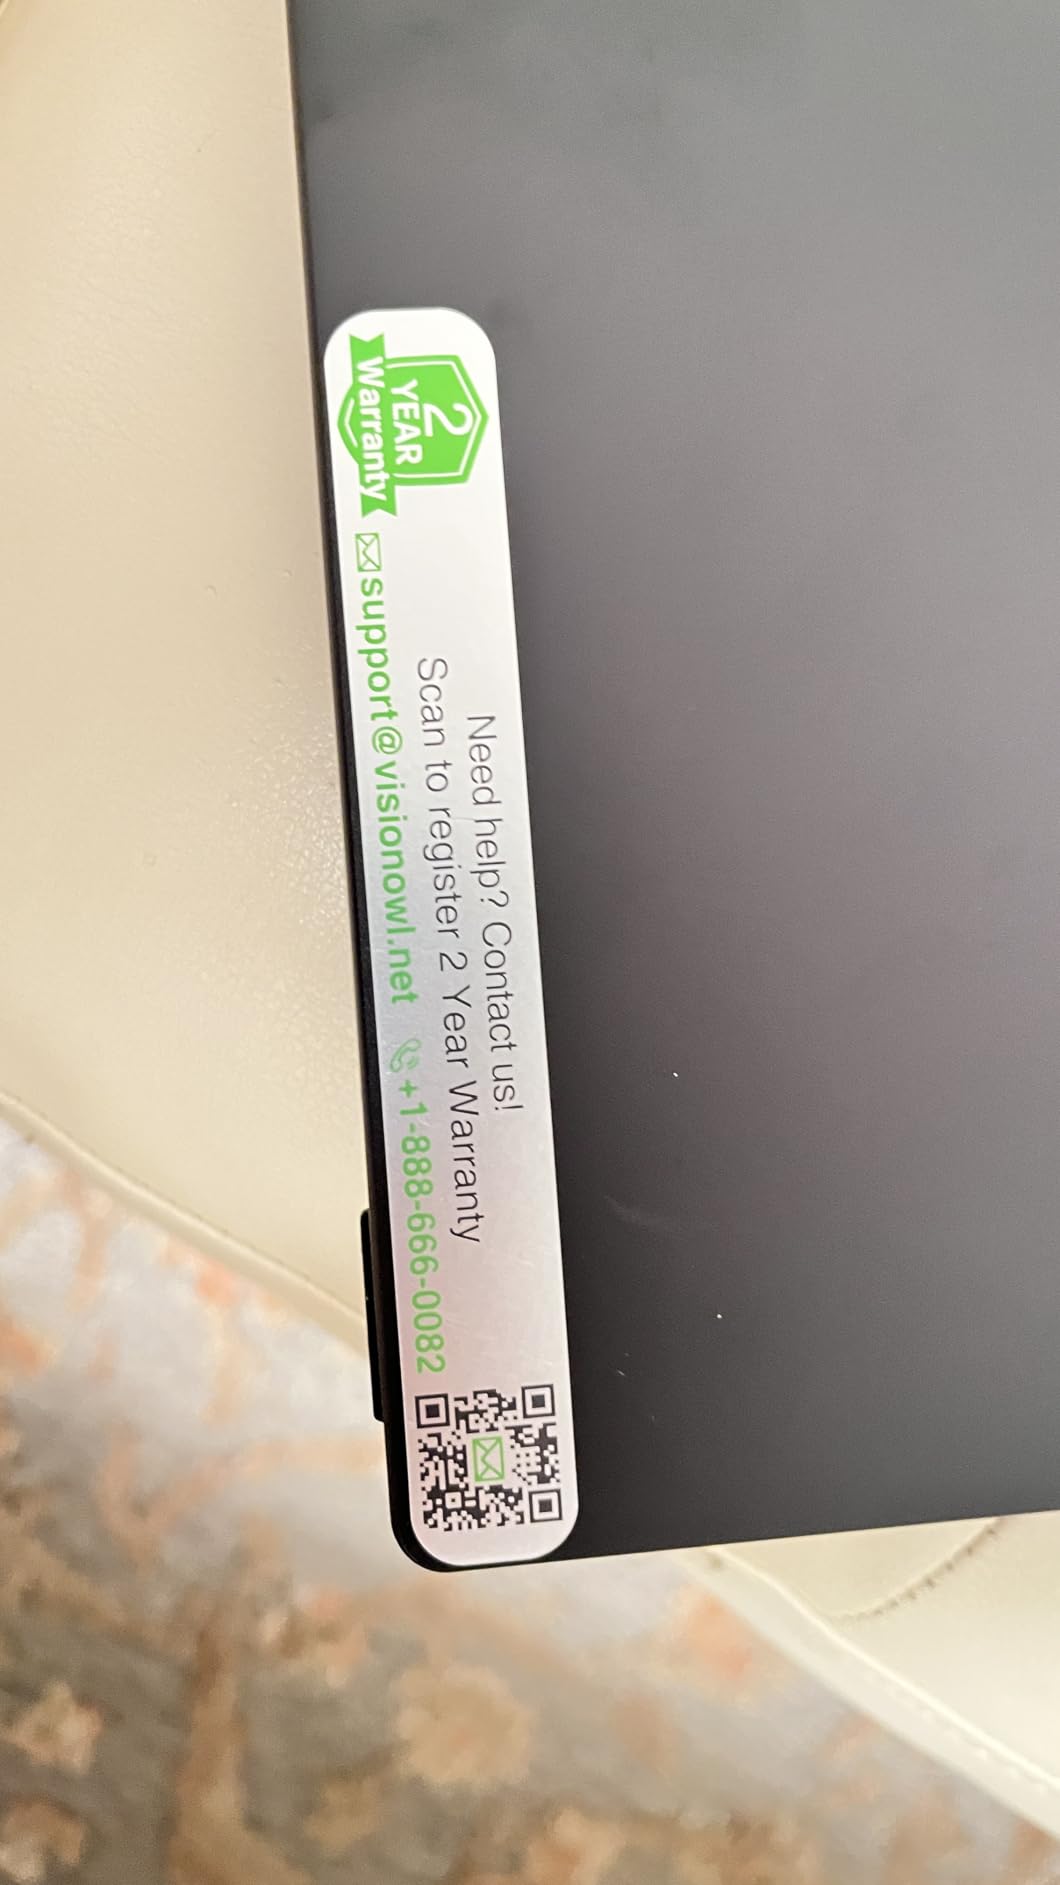 2
YEAR
Warranty
Need help? Contact us!
Scan to register 2 Year Warranty
support@visionowl.net +1-888-666-0082